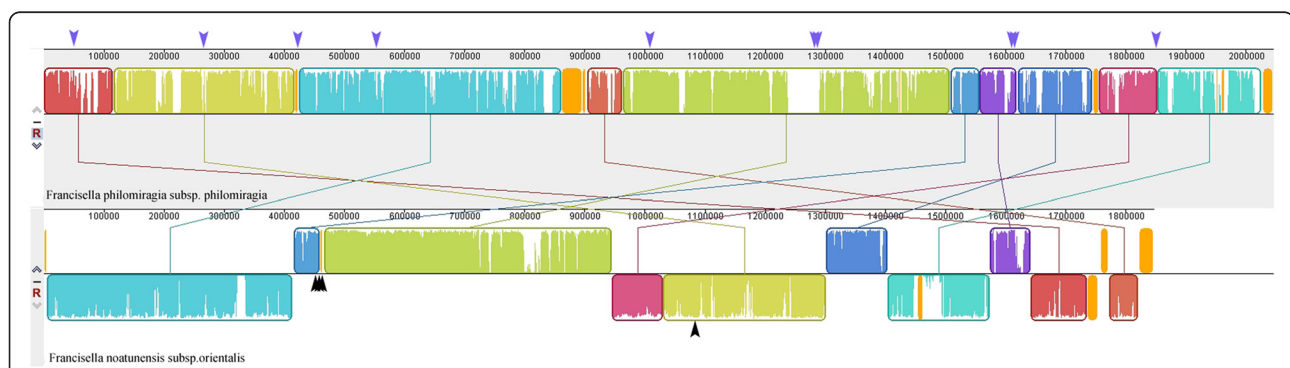 100000 200000 300000 400000 500000 600000 700000 800000 900000 1000000 1100000 1200000 1300000 1400000 1500000 1600000 1700000 1800000 1900000 2000000
R
Francisella philomiragia subsp. philomiragia
100000 200000 300000 400000 500000 600000 700000 800000 900000 1000000 1100000 1200000 1300000 1400000 1500000 1600000 1700000 1800000
R
Francisella noatunensis subsp.orientalis